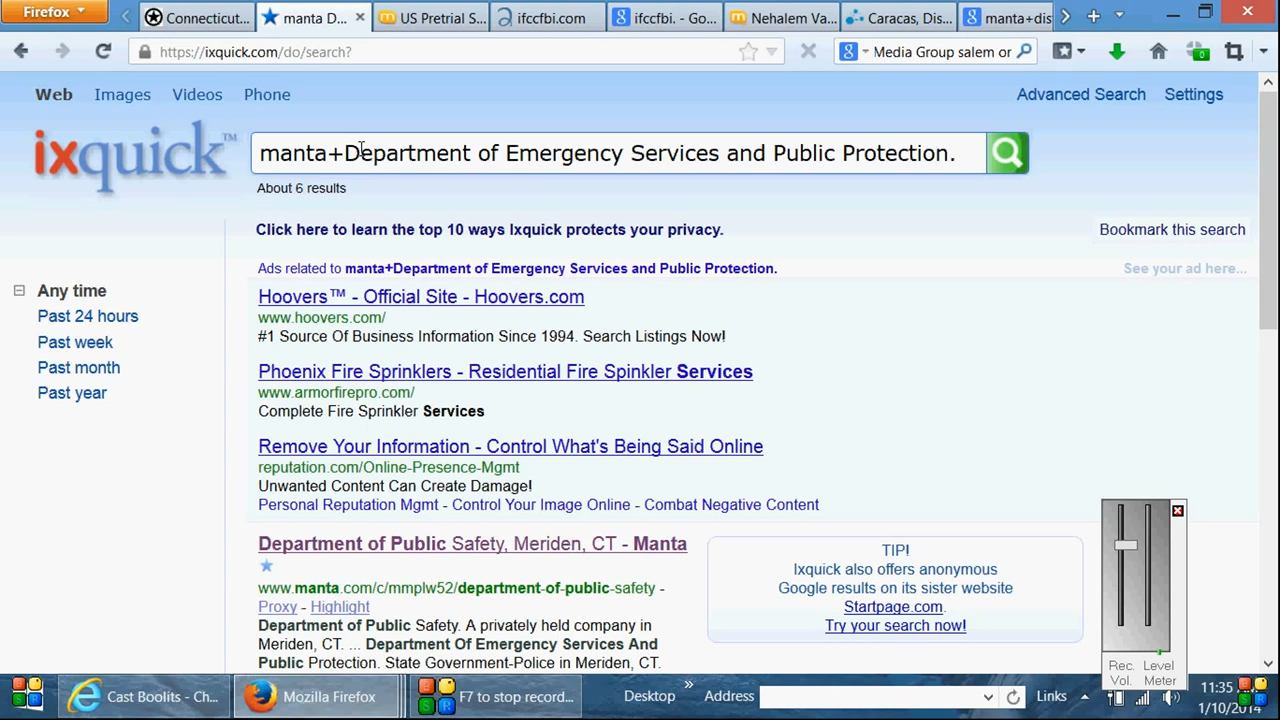 Firefox
Connecticut...
manta D...
US Pretrial S...
ifccfbi.com
ifccfbi. - Go...
Nehalem Va...
Caracas, Dis...
manta+dis
https://ixquick.com/do/search?
Media Group salem or
0
Web Images Videos Phone
Advanced Search Settings
ixquick™
manta+Department of Emergency Services and Public Protection.
About 6 results
Click here to learn the top 10 ways Ixquick protects your privacy.
Bookmark this search
Ads related to manta+Department of Emergency Services and Public Protection.
See your ad here...
Any time
Past 24 hours
Past week
Past month
Past year
Hoovers™ - Official Site - Hoovers.com
www.hoovers.com/
#1 Source Of Business Information Since 1994. Search Listings Now!
Phoenix Fire Sprinklers - Residential Fire Spinkler Services
www.armorfirepro.com/
Complete Fire Sprinkler Services
Remove Your Information - Control What's Being Said Online
reputation.com/Online-Presence-Mgmt
Unwanted Content Can Create Damage!
Personal Reputation Mgmt - Control Your Image Online - Combat Negative Content
Department of Public Safety, Meriden, CT - Manta
www.manta.com/c/mmplw52/department-of-public-safety -
Proxy - Highlight
Department of Public Safety. A privately held company in
Meriden, CT. ... Department Of Emergency Services And
Public Protection. State Government-Police in Meriden, CT.
TIP!
Ixquick also offers anonymous
Google results on its sister website
Startpage.com.
Try your search now!
Rec. Level
Vol. Meter
Cast Boolits - Ch...
Mozilla Firefox
F7 to stop record...
Desktop
Address
Links
11:35
1/10/2014